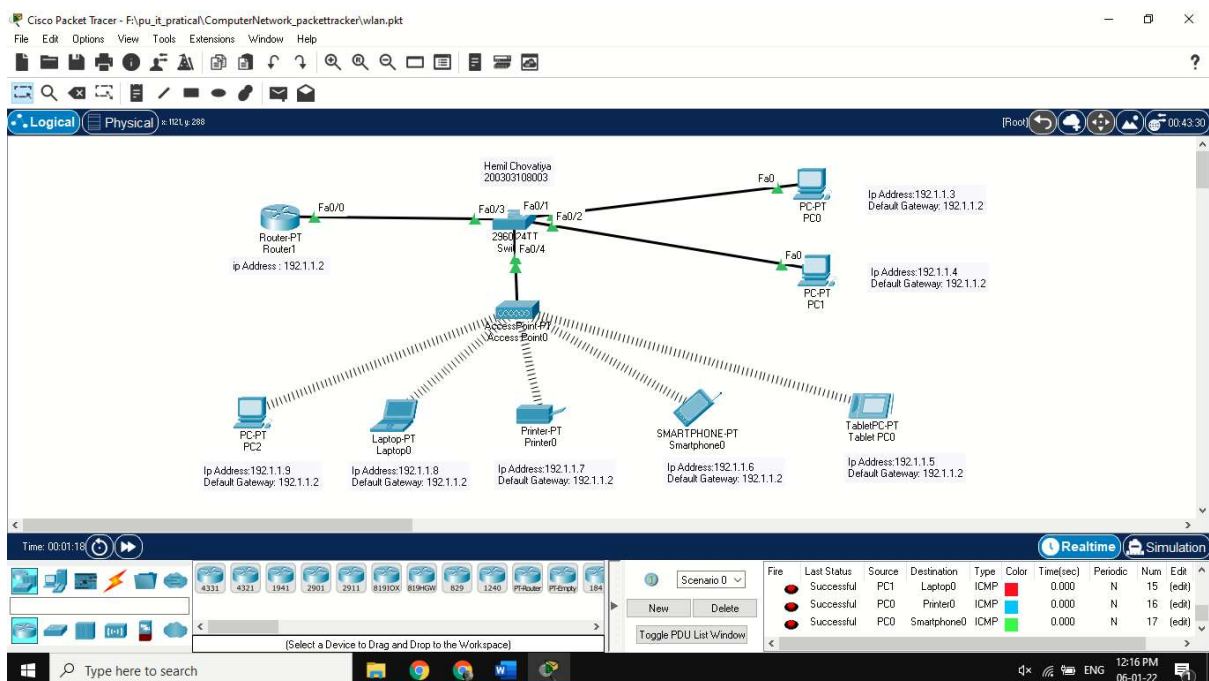 Cisco Packet Tracer - F:\pu_it_pratical\ComputerNetwork_packettracker\wlan.pkt
File Edit Options View Tools Extensions Window Help
?
Logical Physical x: 1121, y: 288 [Root] 00:43:30
Hemil Chovatiya
200303108003
Fa0/0
Router-PT
Router1
ip Address : 192.1.1.2
Fa0/3 Fa0/1
Fa0/2
2960 24TT
Swi Fa0/4
Fa0
PC-PT
PC0
Ip Address:192.1.1.3
Default Gateway: 192.1.1.2
Fa0
PC-PT
PC1
Ip Address:192.1.1.4
Default Gateway: 192.1.1.2
AccessPoint-PT
Access Point0
PC-PT
PC2
Ip Address:192.1.1.9
Default Gateway: 192.1.1.2
Laptop-PT
Laptop0
Ip Address:192.1.1.8
Default Gateway: 192.1.1.2
Printer-PT
Printer0
Ip Address:192.1.1.7
Default Gateway: 192.1.1.2
SMARTPHONE-PT
Smartphone0
Ip Address:192.1.1.6
Default Gateway: 192.1.1.2
TabletPC-PT
Tablet PC0
Ip Address:192.1.1.5
Default Gateway: 192.1.1.2
Time: 00:01:18 Realtime Simulation
4331 4321 1941 2901 2911 819IOX 819HGW 829 1240 PT-Router PT-Empty 184
(Select a Device to Drag and Drop to the Workspace)
Scenario 0
New Delete
Toggle PDU List Window
Fire Last Status Source Destination Type Color Time(sec) Periodic Num Edit
Successful PC1 Laptop0 ICMP 0.000 N 15 (edit)
Successful PC0 Printer0 ICMP 0.000 N 16 (edit)
Successful PC0 Smartphone0 ICMP 0.000 N 17 (edit)
Type here to search
ENG 12:16 PM
06-01-22